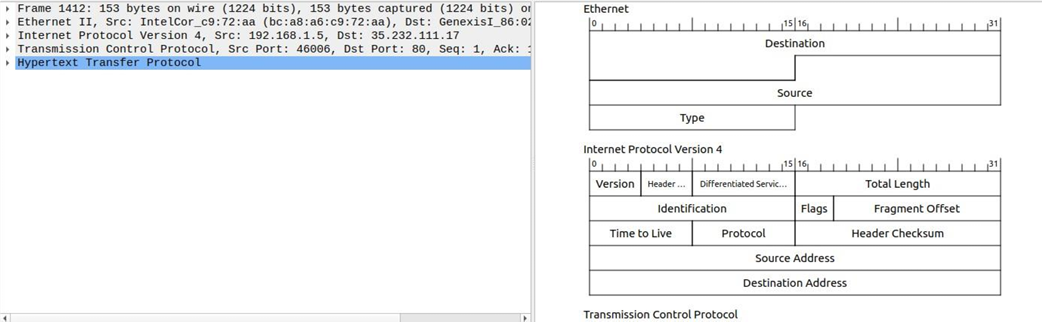 Frame 1412: 153 bytes on wire (1224 bits), 153 bytes captured (1224 bits) on
Ethernet II, Src: IntelCor_c9:72:aa (bc:a8:a6:c9:72:aa), Dst: GenexisI_86:02
Internet Protocol Version 4, Src: 192.168.1.5, Dst: 35.232.111.17
Transmission Control Protocol, Src Port: 46006, Dst Port: 80, Seq: 1, Ack:
Hypertext Transfer Protocol
Ethernet
0 15 16 31
Destination
Source
Type
Internet Protocol Version 4
0 15 16 31
Version Header ... Differentiated Servic... Total Length
Identification Flags Fragment Offset
Time to Live Protocol Header Checksum
Source Address
Destination Address
Transmission Control Protocol